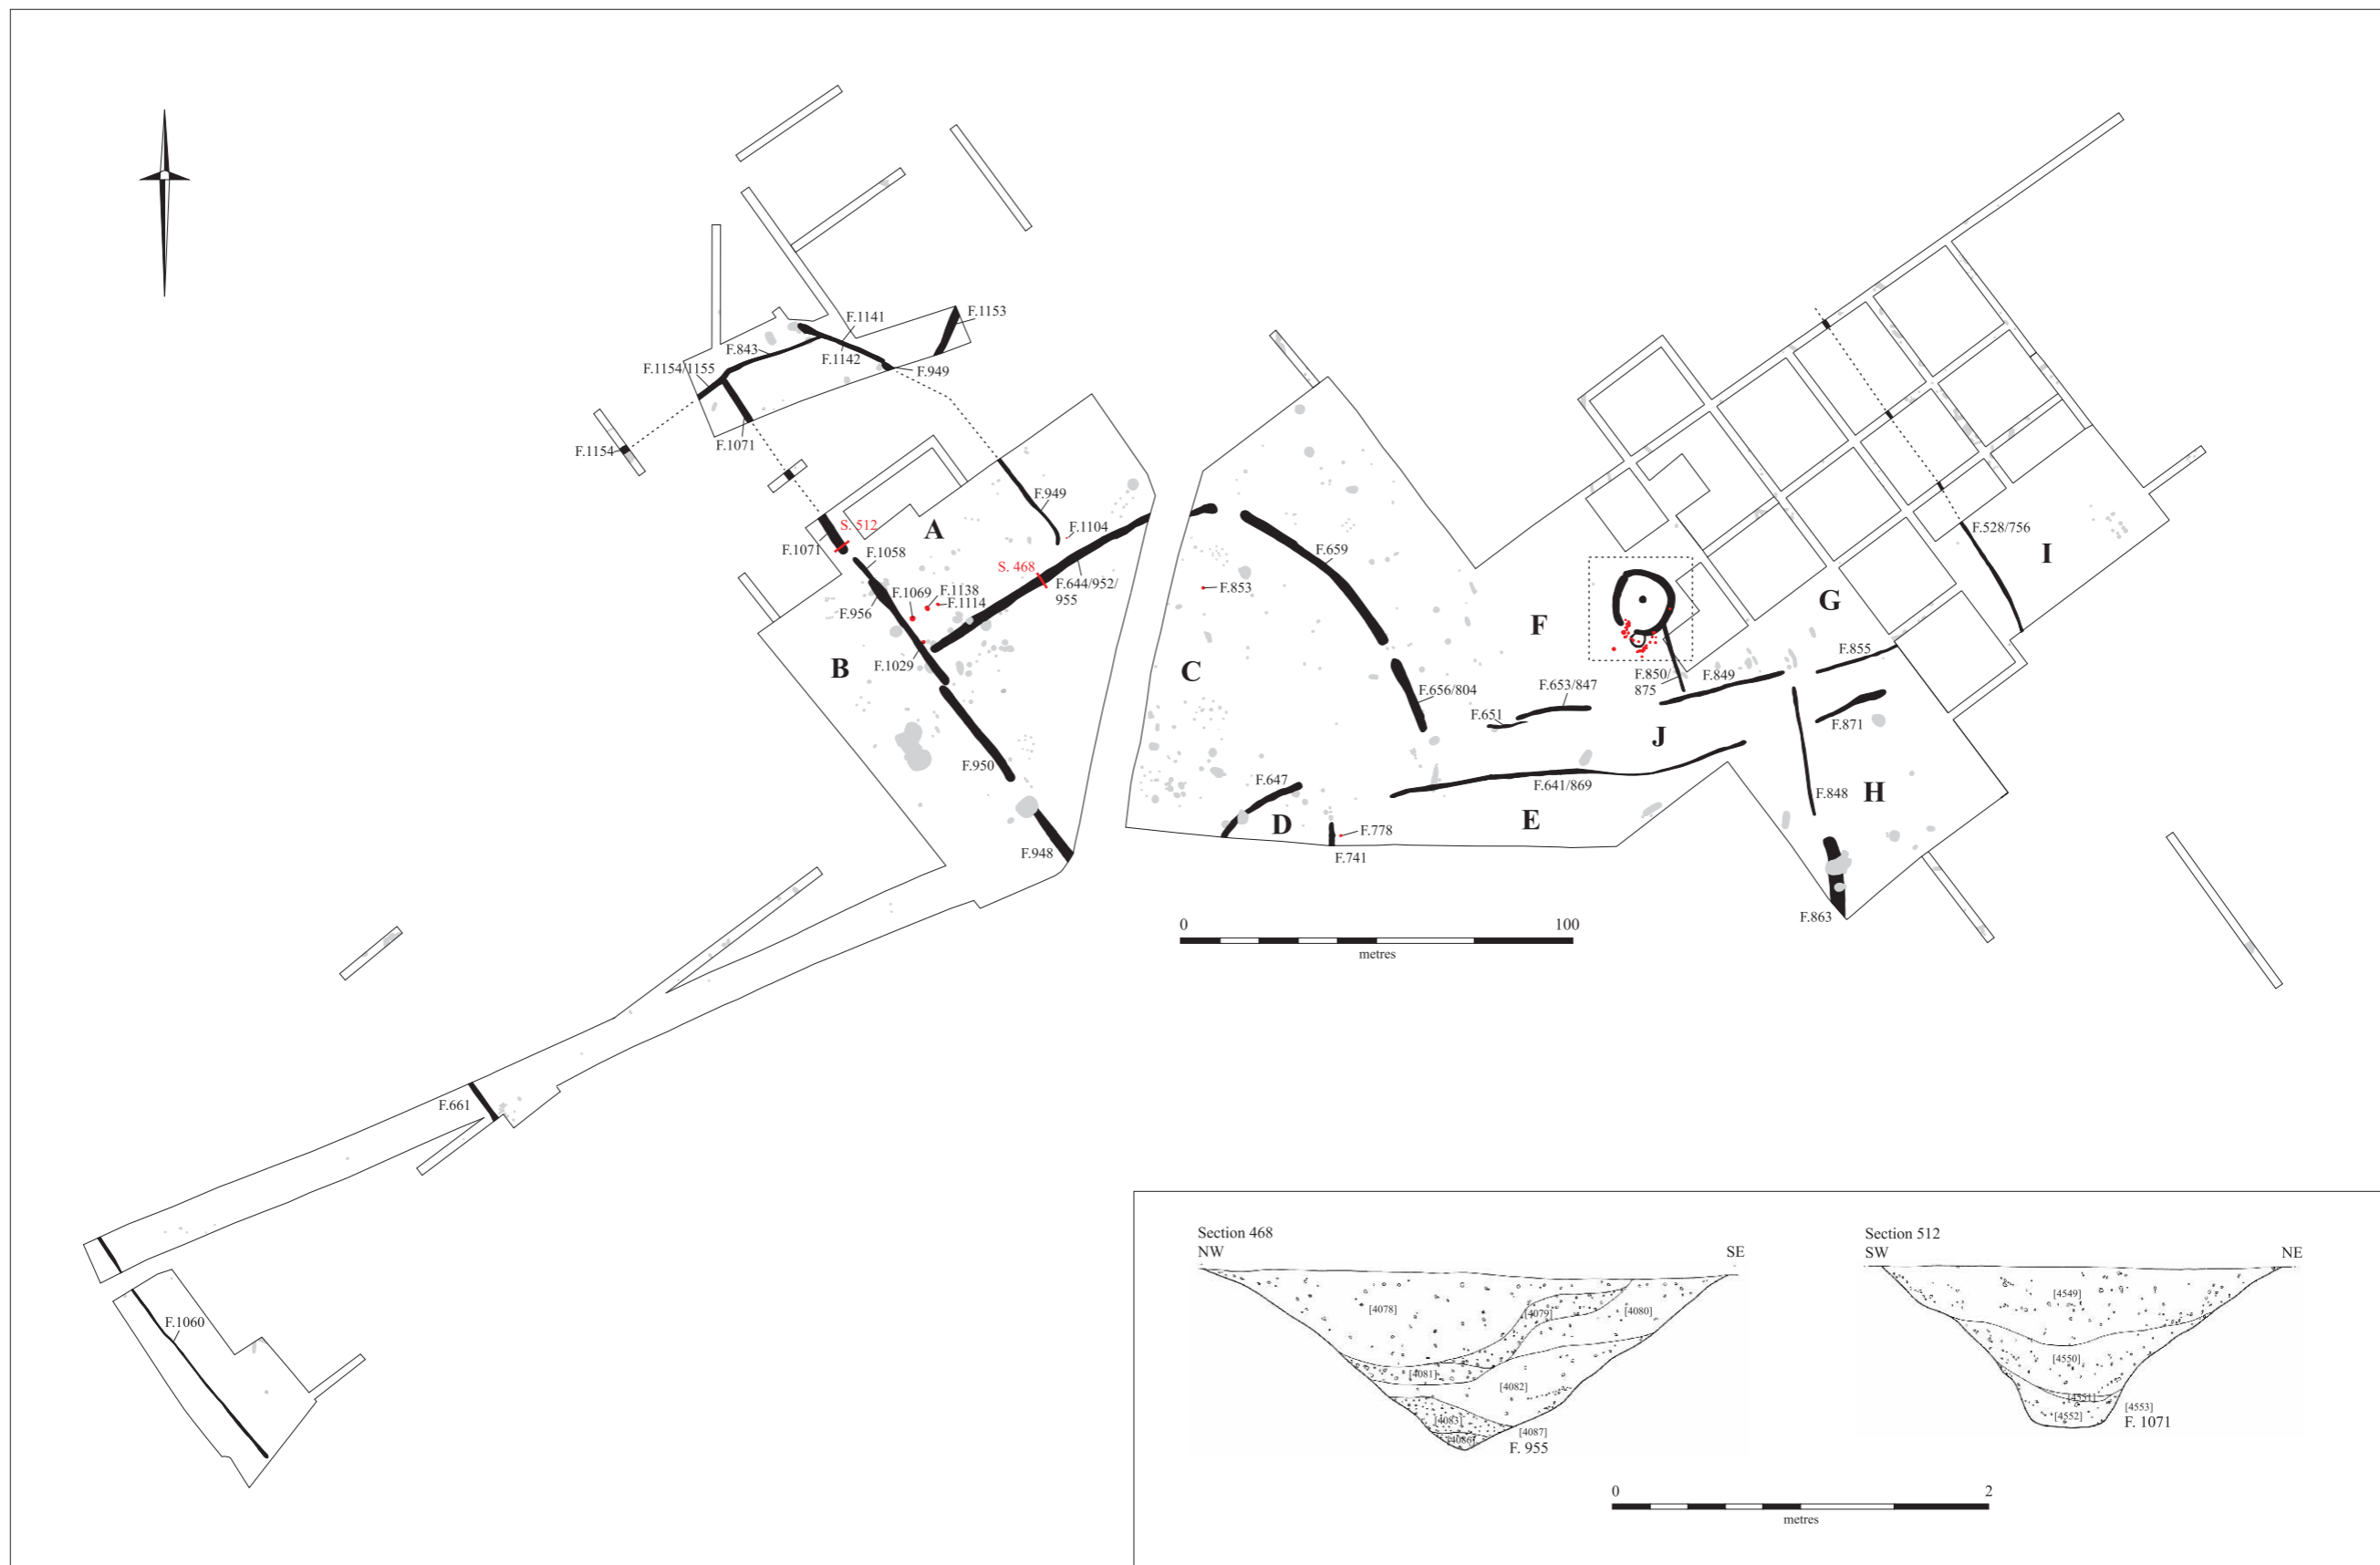 F.1141
F.1153
F.843
F.1142
F.1154/1155
F.949
F.1154
F.1071
F.949
S. 512
A
F.1104
F.528/756
F.1071
F.1058
F.659
I
S. 468
F.644/952/
955
F.1069
F.1138
F.1114
F.853
G
F.956
F
F.1029
B
C
F.855
F.850/
875
F.849
F.653/847
F.656/804
F.651
F.871
J
F.950
F.647
F.641/869
F.848
H
D
E
F.778
F.948
F.741
F.863
0 100
metres
F.661
F.1060
Section 468
NW SE
[4078]
[4079]
[4080]
[4081]
[4082]
[4083]
[4086]
[4087]
F. 955
Section 512
SW NE
[4549]
[4550]
[4551]
[4552]
[4553]
F. 1071
0 2
metres